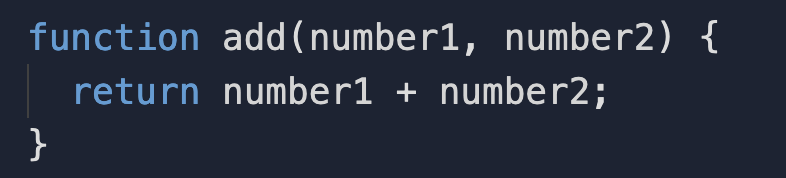 function add(number1, number2) {
  return number1 + number2;
}